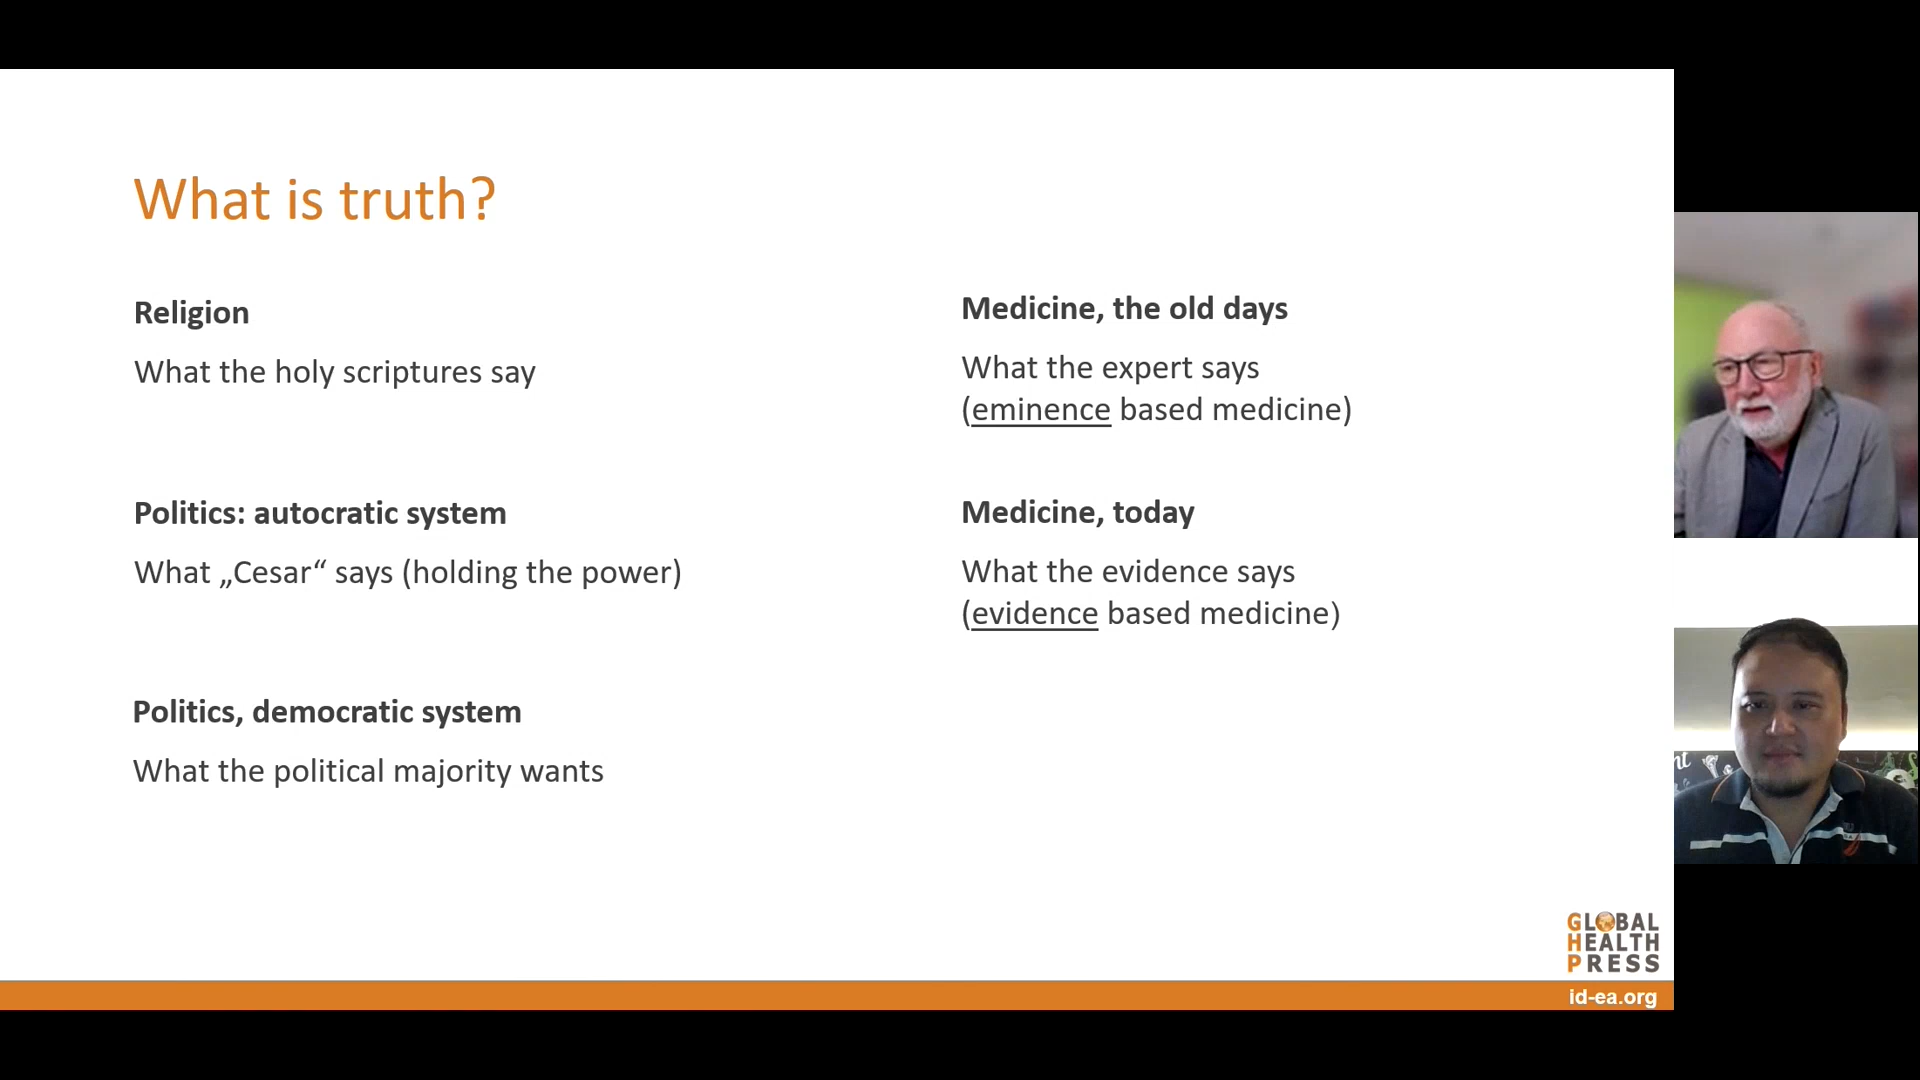 What is truth?
Religion
What the holy scriptures say
Politics: autocratic system
What „Cesar“ says (holding the power)
Politics, democratic system
What the political majority wants
Medicine, the old days
What the expert says
(eminence based medicine)
Medicine, today
What the evidence says
(evidence based medicine)
GLOBAL
HEALTH
PRESS
id-ea.org